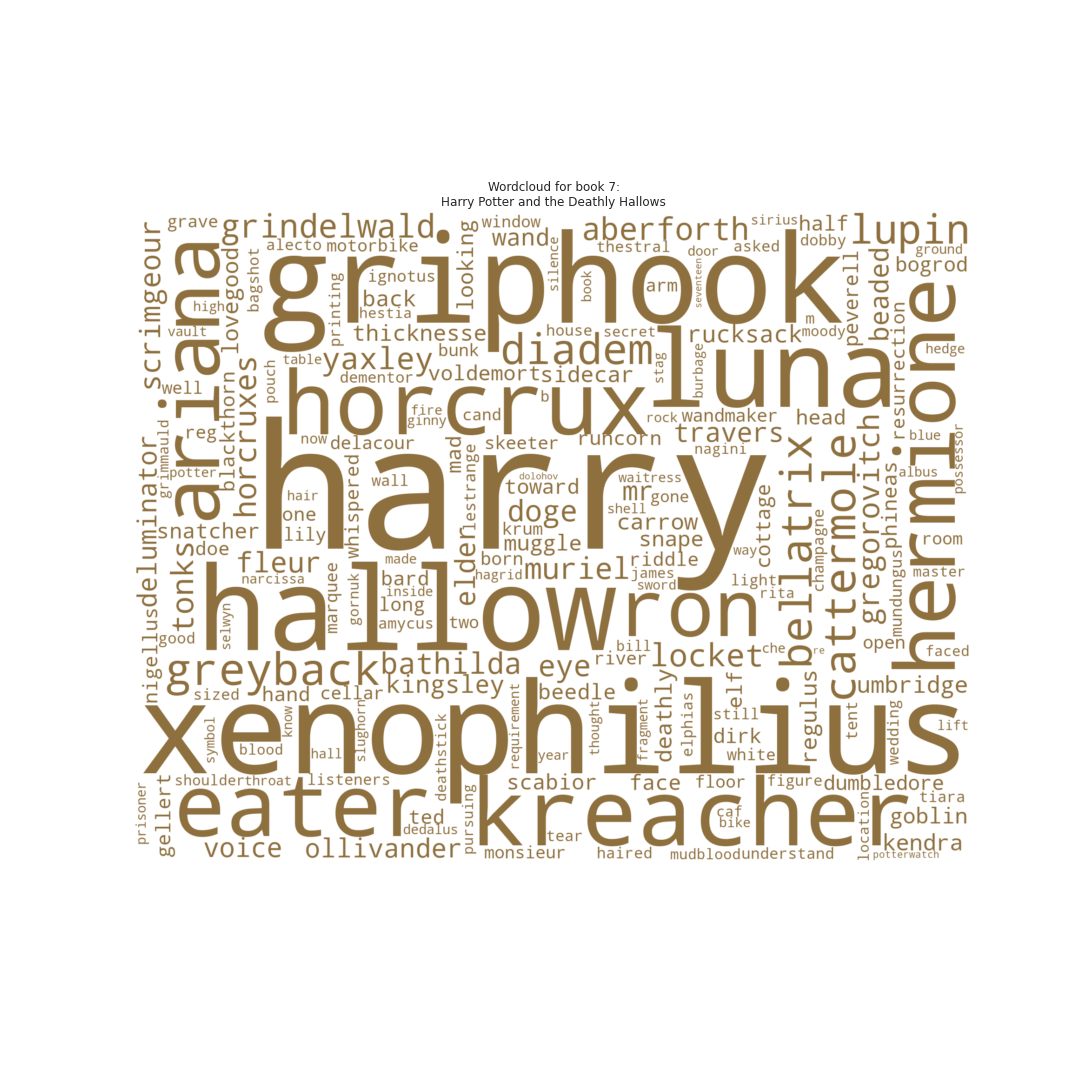 Wordcloud for book 7:
Harry Potter and the Deathly Hallows
grave
grindelwald
window
aberforth
sirius
half
lupin
scrimgeour
ariana
lovegood
alecto
motorbike
looking
wand
silence
thestral
door
asked
dobby
ground
bagshot
griphook
beaded
bogrod
high
printing
ignotus
back
hestia
book
arm
seventeen
m
moody
peverell
vault
thicknesse
house
secret
rucksack
resurrection
hermione
hedge
table
yaxley
bunk
diadem
stag
burbage
luna
well
pouch
dementor
voldemort
sidecar
horcrux
b
reg
blackthorn
horcruxes
fire
ginny
cand
rock
wandmaker
head
grimmauld
potter
now
delacour
mad
skeeter
runcorn
travers
nagini
gregorovitch
blue
albus
possessor
deluminator
harry
hair
one
lily
whispered
wall
lestrange
dolohov
toward
waitress
mr
gone
shell
doge
krum
carrow
snape
cottage
bellatrix
champagne
cattermole
phineas
snatcher
doe
tonks
fleur
narcissa
made
elder
muggle
born
hagrid
muriel
riddle
james
sword
way
light
rita
room
master
mundungus
hallow
marquee
gornuk
bard
inside
long
amycus
two
ron
selwyn
good
nigellus
greyback
bathilda
eye
bill
river
locket
che
re
open
faced
sized
hand
cellar
kingsley
beedle
deathly
elf
regulus
tent
umbridge
wedding
xenophilius
symbol
blood
know
hall
slughorn
deathstick
requirement
year
thought
fragment
elphias
still
dirk
white
lift
shoulder
throat
listeners
scabior
face
floor
figure
dumbledore
prisoner
gellert
eater
ted
dedalus
pursuing
kreacher
caf
bike
tear
location
tiara
goblin
voice
ollivander
monsieur
haired
mudblood
understand
potterwatch
kendra